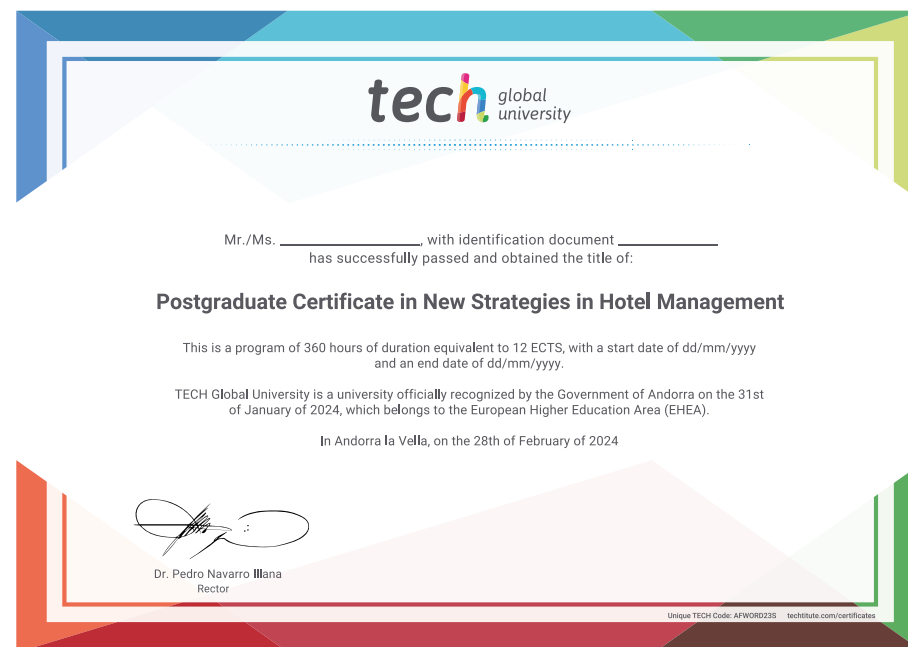 tech global university
Mr./Ms. ____________________, with identification document ______________
has successfully passed and obtained the title of:
Postgraduate Certificate in New Strategies in Hotel Management
This is a program of 360 hours of duration equivalent to 12 ECTS, with a start date of dd/mm/yyyy
and an end date of dd/mm/yyyy.
TECH Global University is a university officially recognized by the Government of Andorra on the 31st
of January of 2024, which belongs to the European Higher Education Area (EHEA).
In Andorra la Vella, on the 28th of February of 2024
Dr. Pedro Navarro Illana
Rector
Unique TECH Code: AFWORD23S techtitute.com/certificates